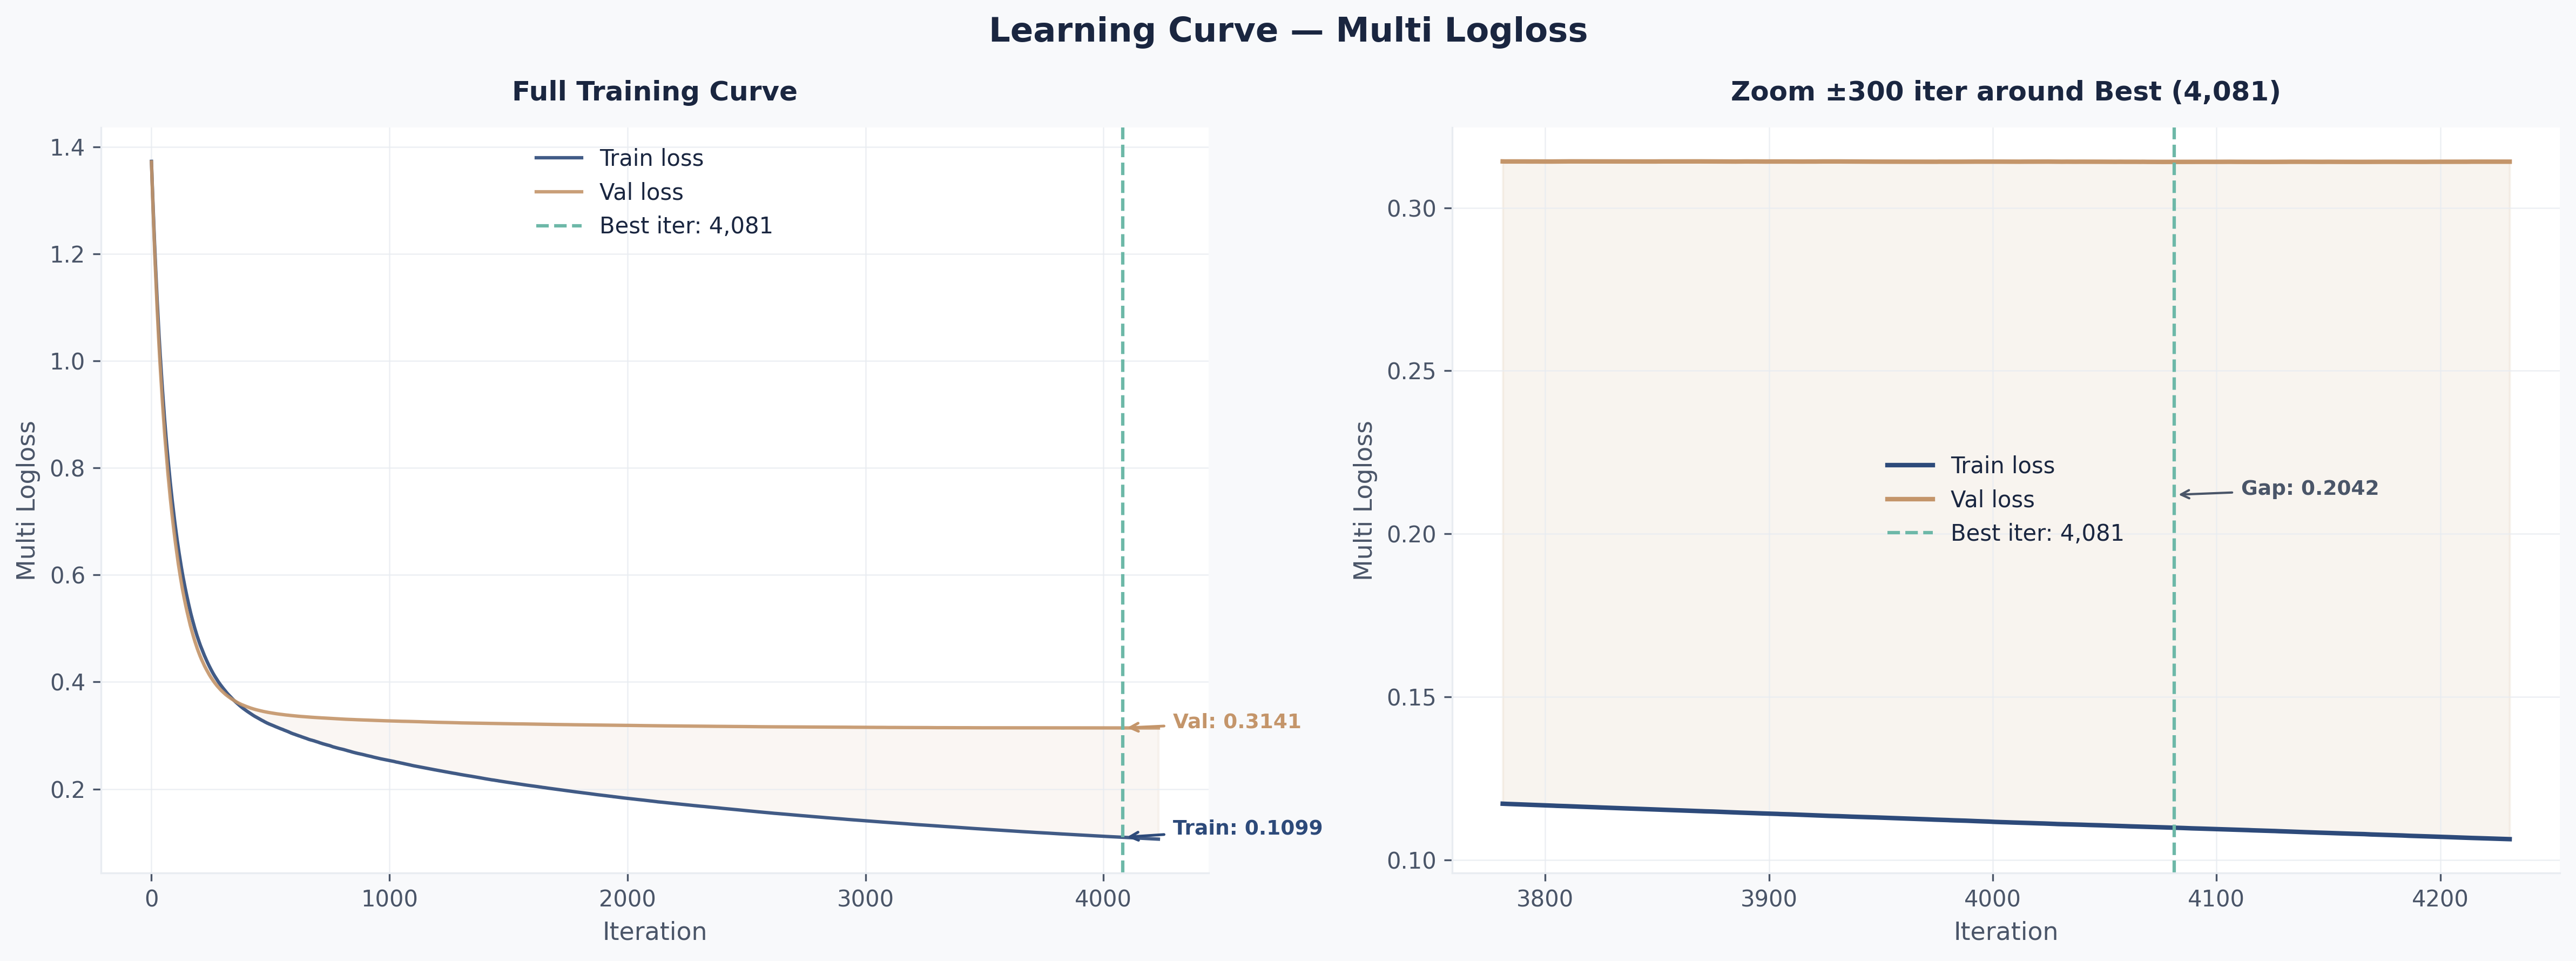 Learning Curve — Multi Logloss
Full Training Curve
Multi Logloss
1.4
1.2
1.0
0.8
0.6
0.4
0.2
Train loss
Val loss
Best iter: 4,081
Val: 0.3141
Train: 0.1099
0 1000 2000 3000 4000
Iteration
Zoom ±300 iter around Best (4,081)
Multi Logloss
0.30
0.25
0.20
0.15
0.10
Train loss
Val loss
Best iter: 4,081
Gap: 0.2042
3800 3900 4000 4100 4200
Iteration